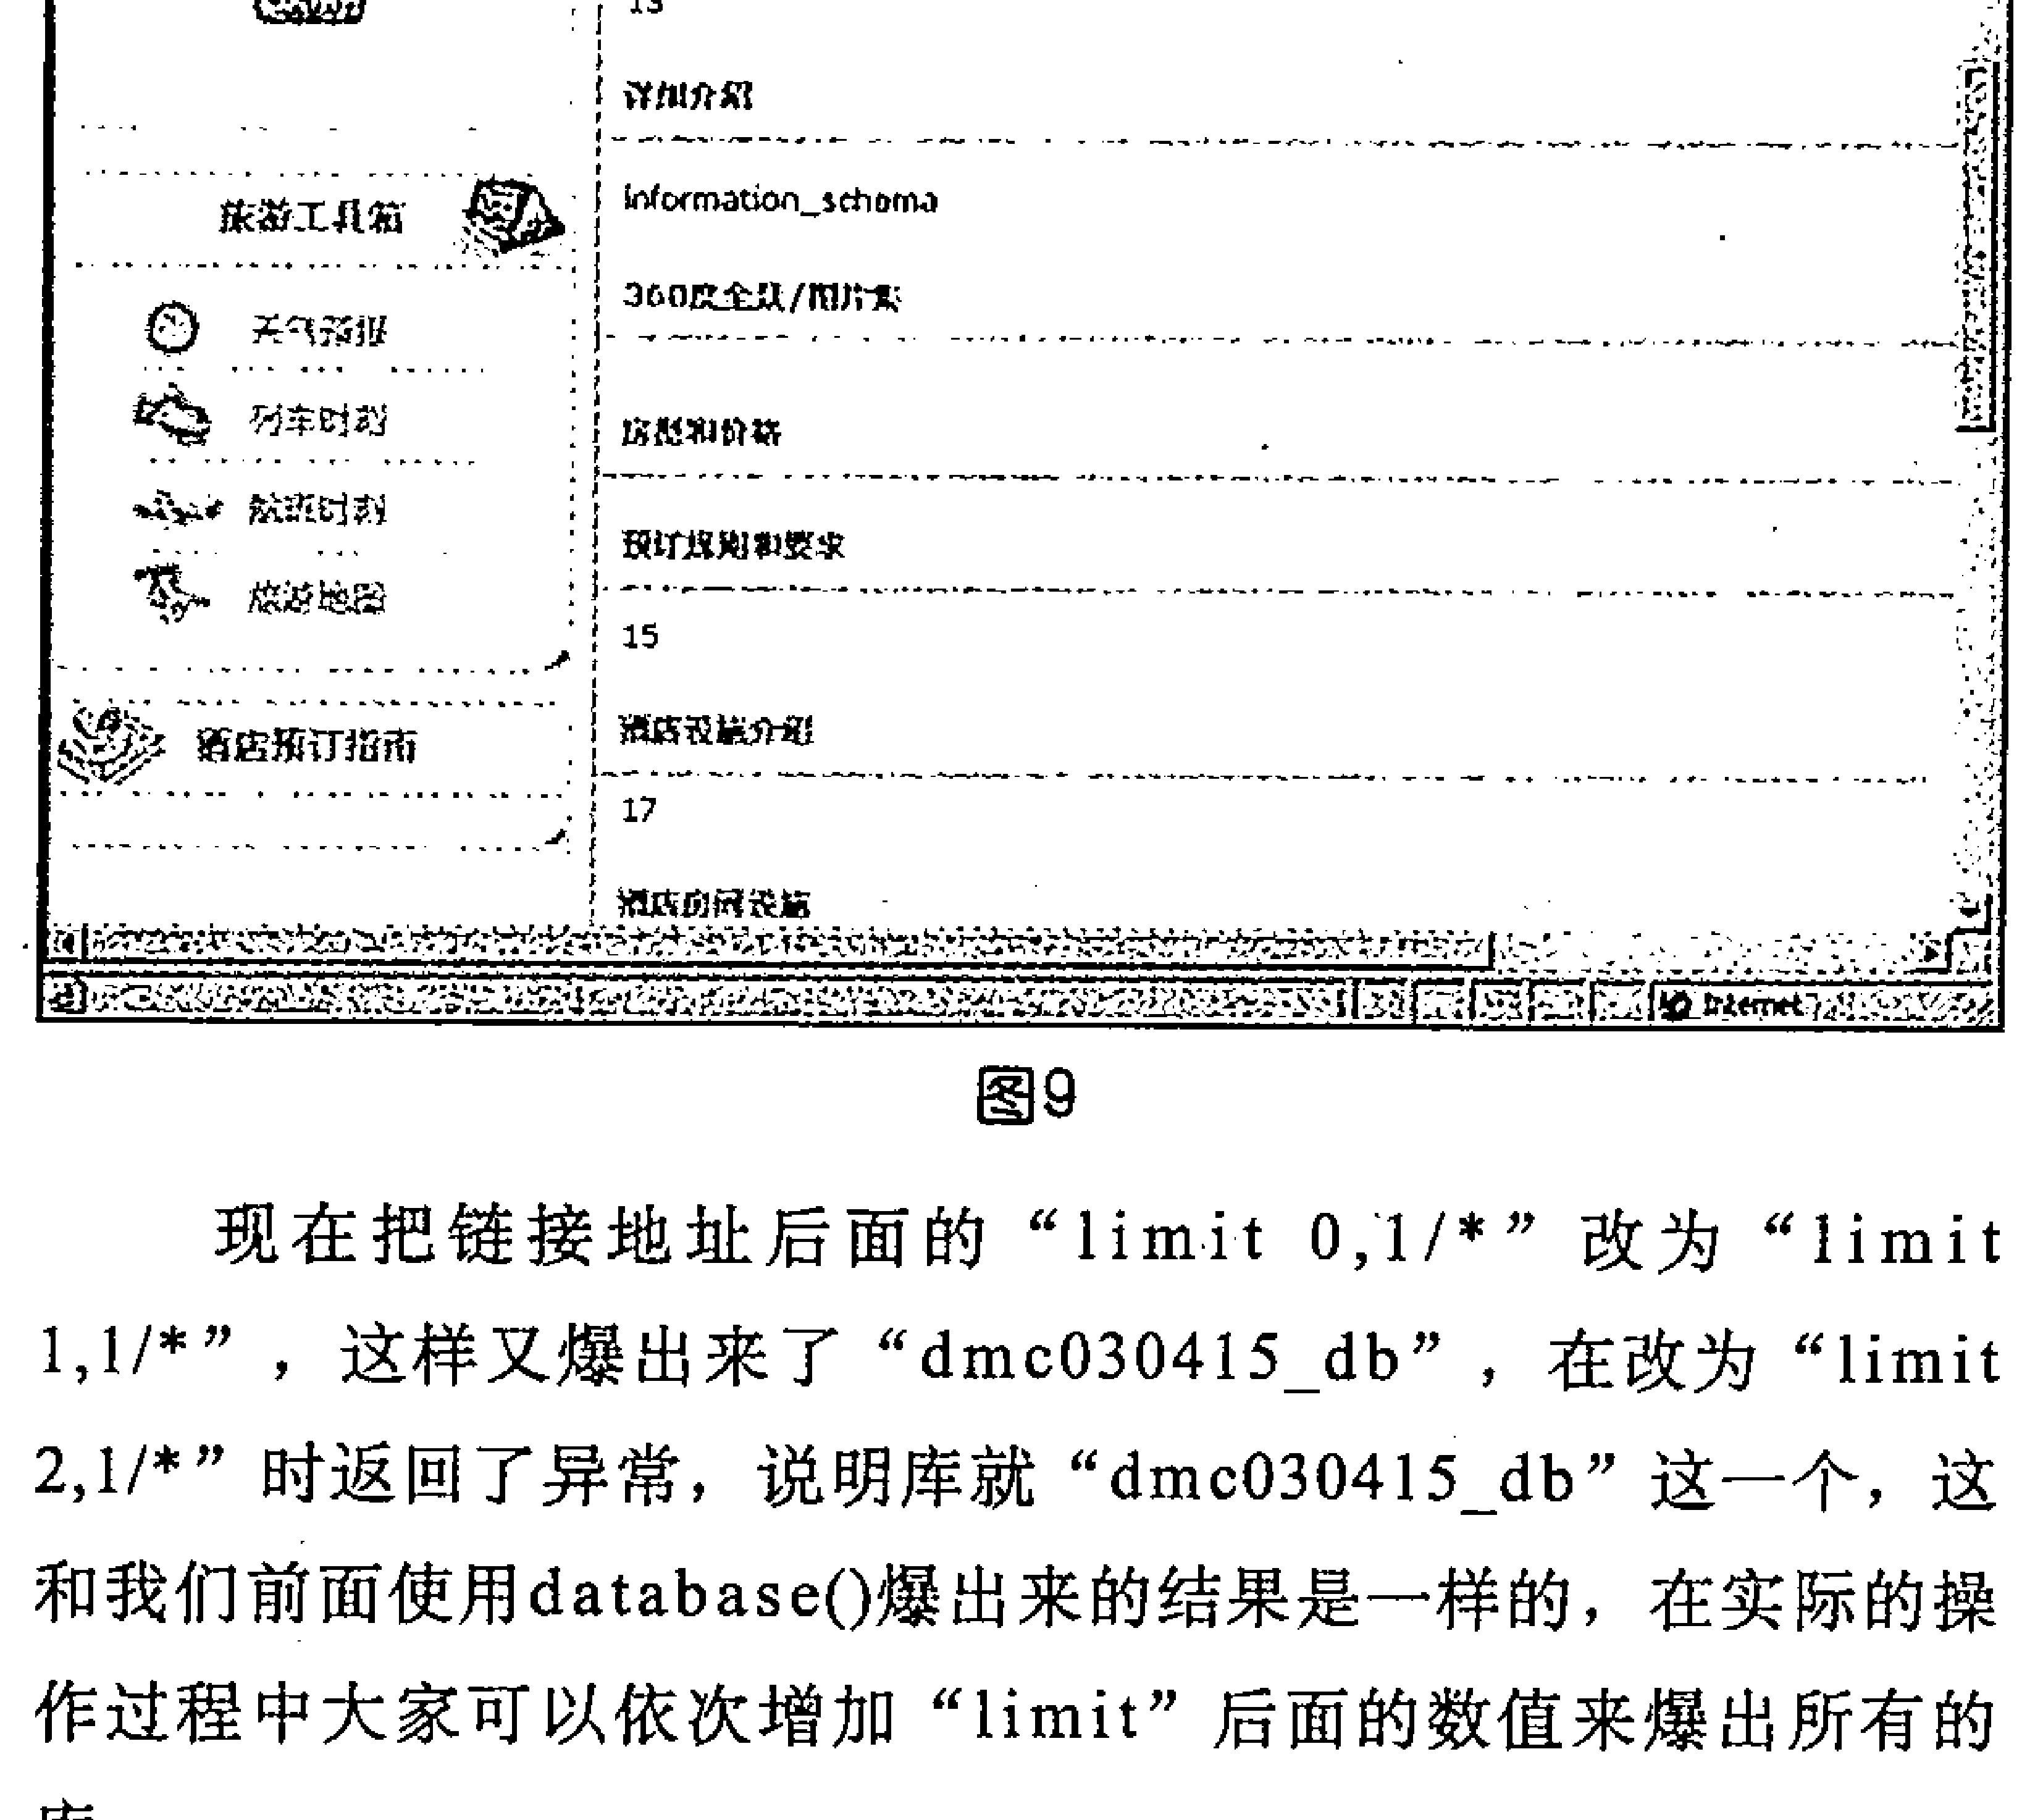 13
详细介绍
information_schema
旅游工具箱
360度全景/图片集
天气预报
列车时刻
房型和价格
航班时刻
预订规则和要求
旅游地图
15
酒店设施介绍
酒店预订指南
17
酒店房间设施
Internet
图9
现在把链接地址后面的“limit 0,1/*”改为“limit
1,1/*”，这样又爆出来了“dmc030415_db”，在改为“limit
2,1/*”时返回了异常，说明库就“dmc030415_db”这一个，这
和我们前面使用database()爆出来的结果是一样的，在实际的操
作过程中大家可以依次增加“limit”后面的数值来爆出所有的